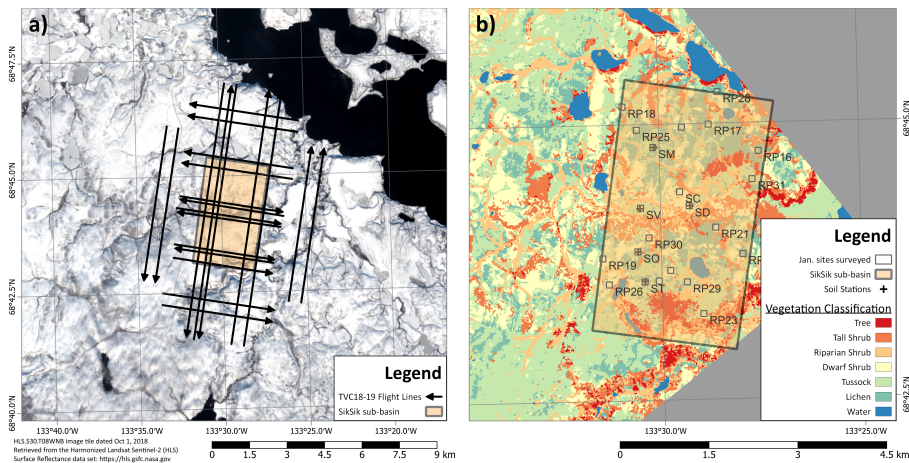 a)
68°47.5'N
68°45.0'N
68°42.5'N
68°40.0'N
133°40.0'W
133°35.0'W
133°30.0'W
133°25.0'W
133°20.0'W
Legend
TVC18-19 Flight Lines
SikSik sub-basin
HLS.S30.T08WNB image tile dated Oct 1, 2018
Retrieved from the Harmonized Landsat Sentinel-2 (HLS)
Surface Reflectance data set: https://hls.gsfc.nasa.gov
0 1.5 3 4.5 6 7.5 9 km
b)
RP28
RP18
RP17
RP25
SM
RP16
RP31
SC
SV
SD
RP21
RP30
SO
RP19
RP26
ST
RP29
RP23
68°45.0'N
68°42.5'N
133°30.0'W
133°25.0'W
Legend
Jan. sites surveyed
SikSik sub-basin
Soil Stations
Vegetation Classification
Tree
Tall Shrub
Riparian Shrub
Dwarf Shrub
Tussock
Lichen
Water
0 1.5 3 4.5 km